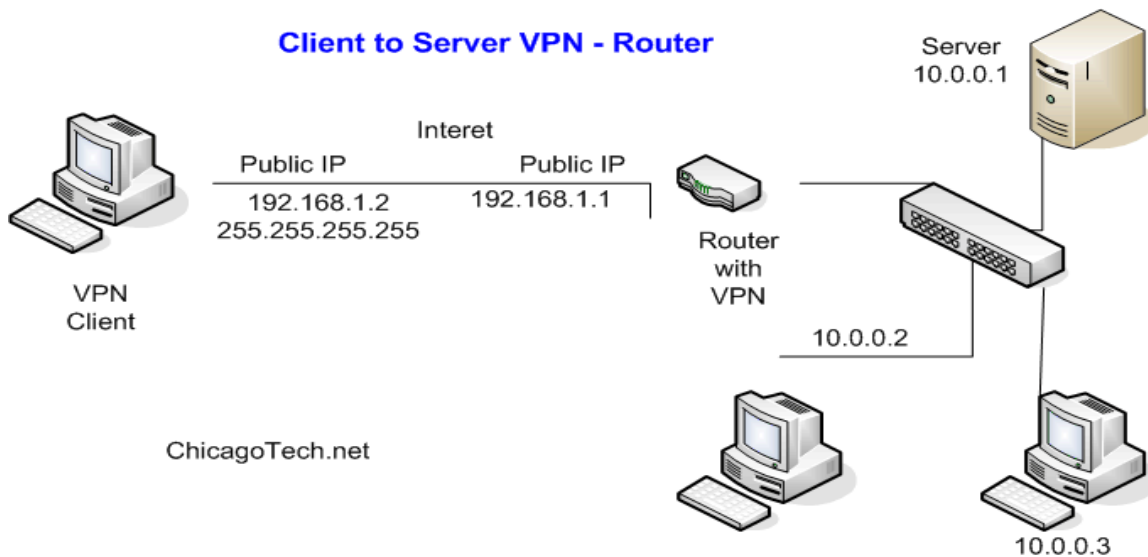 Client to Server VPN - Router
Server
10.0.0.1
Interet
Public IP
Public IP
192.168.1.2
192.168.1.1
255.255.255.255
Router
with
VPN
VPN
Client
10.0.0.2
ChicagoTech.net
10.0.0.3